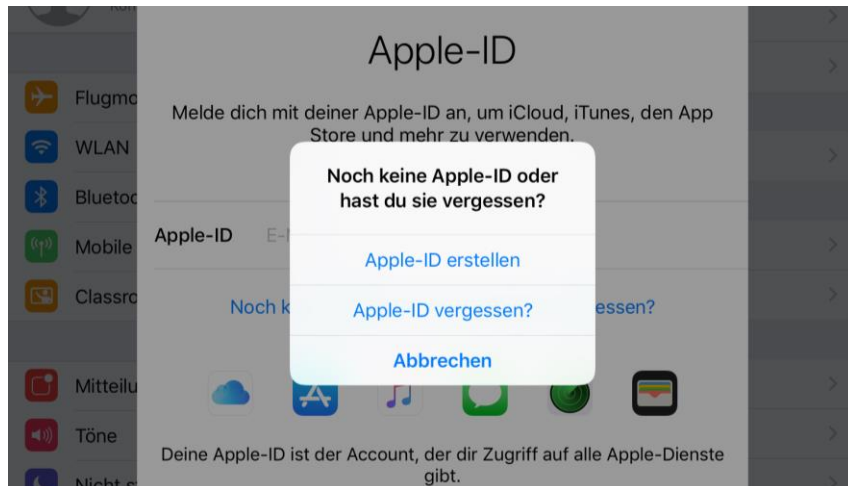 Apple-ID
Melde dich mit deiner Apple-ID an, um iCloud, iTunes, den App
Store und mehr zu verwenden.
Noch keine Apple-ID oder
hast du sie vergessen?
Apple-ID erstellen
Apple-ID vergessen?
Abbrechen
Apple-ID
Noch
Deine Apple-ID ist der Account, der dir Zugriff auf alle Apple-Dienste
gibt.
Flugmo
WLAN
Bluetoo
Mobile
Classro
Mitteilu
Töne
Nicht